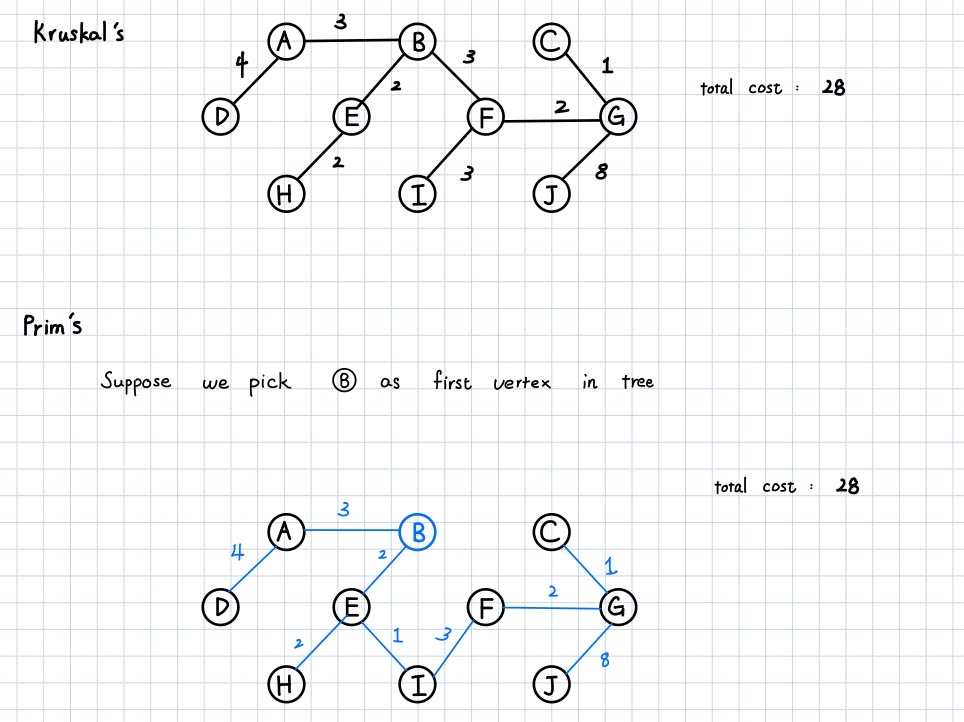 Kruskal's
A 3 B C
4 3 1
2 total cost : 28
D E F 2 G
2 3 8
H I J
Prim's
Suppose we pick B as first vertex in tree
total cost : 28
3
A B C
4 2 1
2
D E F G
2 1 3 8
H I J